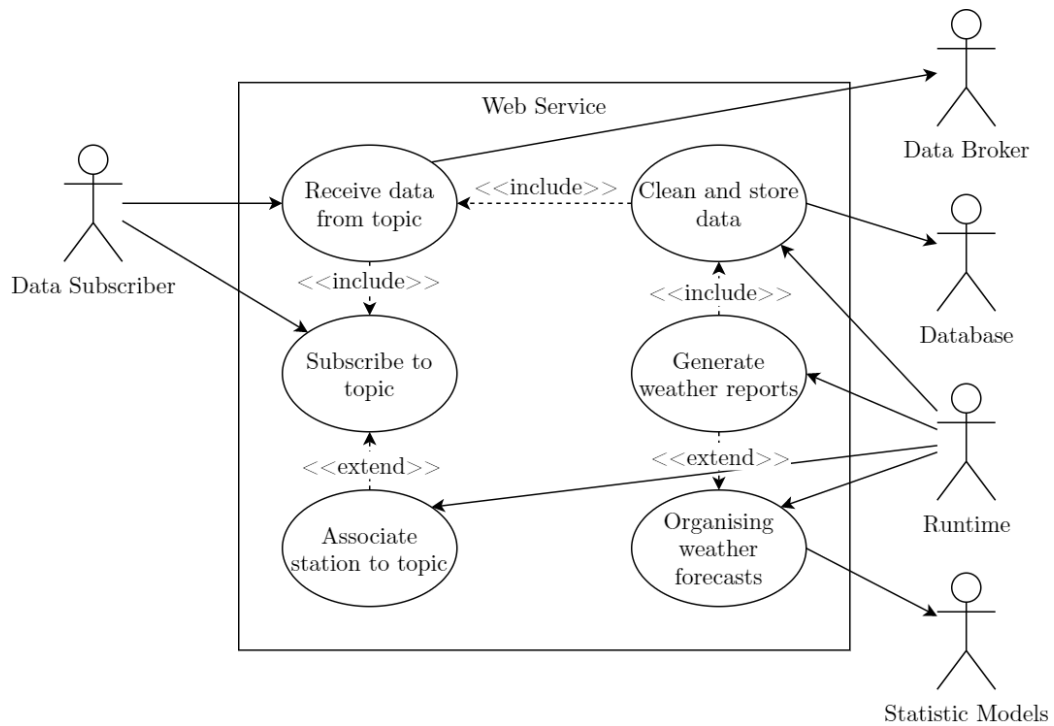 Data Broker
Web Service
Receive data
from topic
<<include>>
Clean and store
data
Data Subscriber
<<include>>
<<include>>
Database
Subscribe to
topic
Generate
weather reports
<<extend>>
<<extend>>
Associate
station to topic
Organising
weather
forecasts
Runtime
Statistic Models